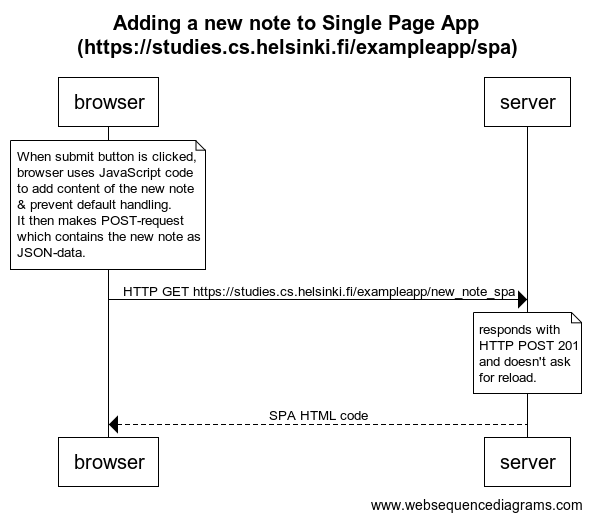 Adding a new note to Single Page App
(https://studies.cs.helsinki.fi/exampleapp/spa)
browser
server
When submit button is clicked,
browser uses JavaScript code
to add content of the new note
& prevent default handling.
It then makes POST-request
which contains the new note as
JSON-data.
HTTP GET https://studies.cs.helsinki.fi/exampleapp/new_note_spa
responds with
HTTP POST 201
and doesn't ask
for reload.
SPA HTML code
browser
server
www.websequencediagrams.com